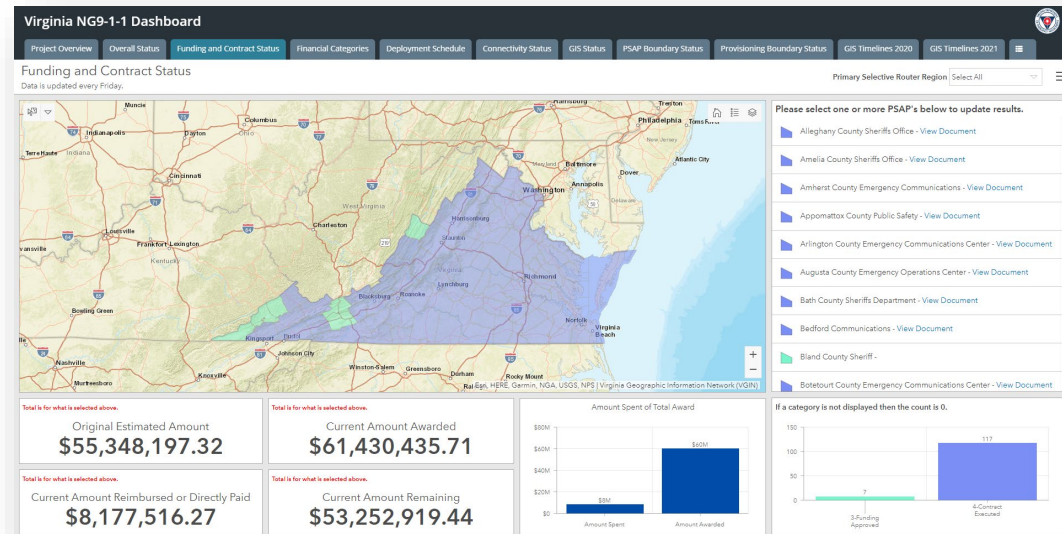 Virginia NG9-1-1 Dashboard
Project Overview
Overall Status
Funding and Contract Status
Financial Categories
Deployment Schedule
Connectivity Status
GIS Status
PSAP Boundary Status
Provisioning Boundary Status
GIS Timelines 2020
GIS Timelines 2021
Funding and Contract Status
Data is updated every Friday.
Primary Selective Router Region Select All
Muncie
Columbus
Harrisburg
Trenton
Philadelphia
Indianapolis
Dayton
Ohio
New Jersey
Terre Haute
Indiana
Cincinnati
Maryland
Baltimore
Dover
Atlantic City
Washington
Annapolis
Delaware
West Virginia
Harrisonburg
Louisville
Charleston
Staunton
Frankfort
Lexington
Kentucky
Virginia
Richmond
Lynchburg
Blacksburg
Roanoke
Bowling Green
Norfolk
Virginia
Beach
Kingsport
Johnson City
Nashville
Knoxville
Winston-Salem
Greensboro
Durham
Rocky Mount
Murfreesboro
Esri, HERE, Garmin, NGA, USGS, NPS | Virginia Geographic Information Network (VGIN)
Please select one or more PSAP's below to update results.
Alleghany County Sheriffs Office - View Document
Amelia County Sheriffs Office - View Document
Amherst County Emergency Communications - View Document
Appomattox County Public Safety - View Document
Arlington County Emergency Communications Center - View Document
Augusta County Emergency Operations Center - View Document
Bath County Sheriffs Department - View Document
Bedford Communications - View Document
Bland County Sheriff -
Botetourt County Emergency Communications Center - View Document
Total is for what is selected above.
Original Estimated Amount
$55,348,197.32
Total is for what is selected above.
Current Amount Awarded
$61,430,435.71
Total is for what is selected above.
Current Amount Reimbursed or Directly Paid
$8,177,516.27
Total is for what is selected above.
Current Amount Remaining
$53,252,919.44
Amount Spent of Total Award
$80M
$60M
$40M
$20M
$0
$8M
$60M
Amount Spent
Amount Awarded
If a category is not displayed then the count is 0.
150
100
50
0
7
117
3-Funding
Approved
4-Contract
Executed